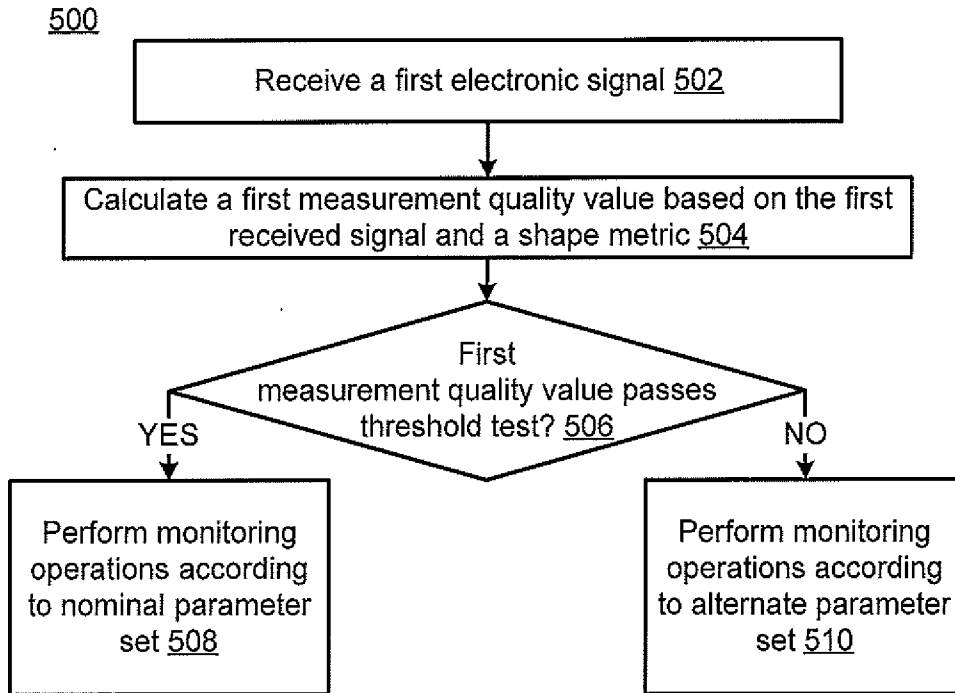 500
Receive a first electronic signal 502
Calculate a first measurement quality value based on the first
received signal and a shape metric 504
First
measurement quality value passes
threshold test? 506
YES
NO
Perform monitoring
operations according
to nominal parameter
set 508
Perform monitoring
operations according
to alternate parameter
set 510